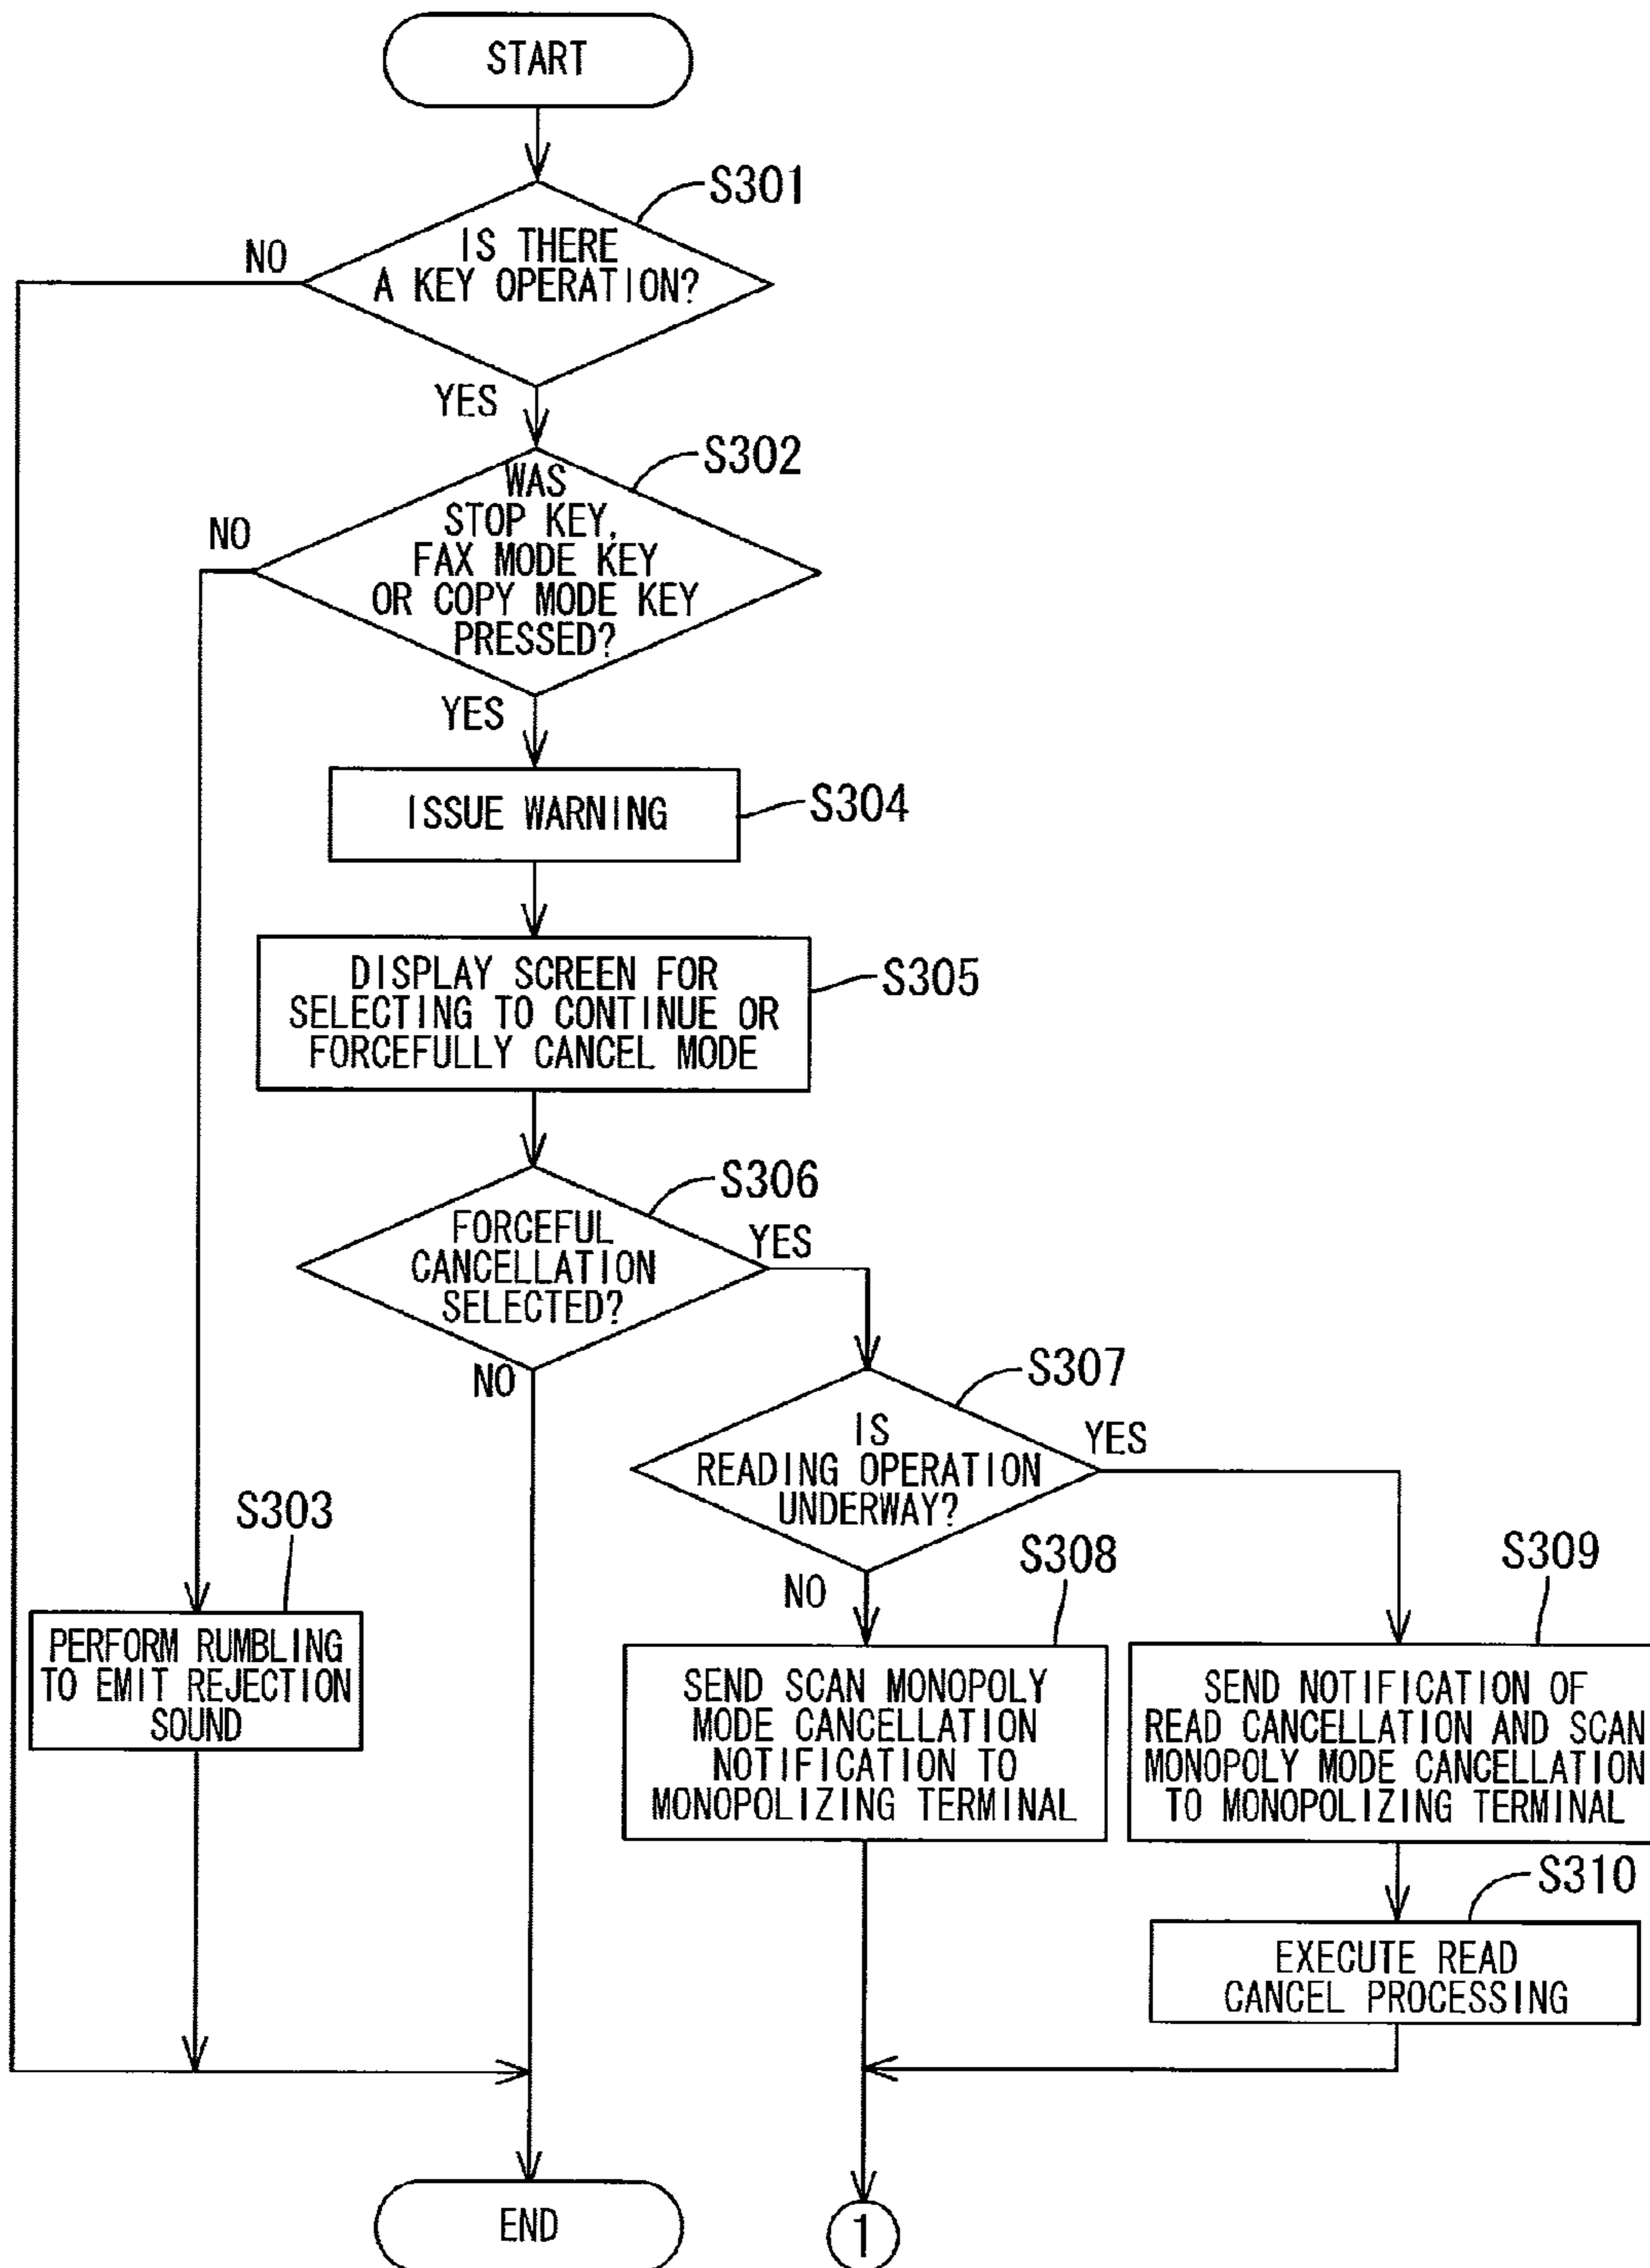 START
S301
IS THERE
A KEY OPERATION?
NO
YES
S302
WAS
STOP KEY,
FAX MODE KEY
OR COPY MODE KEY
PRESSED?
NO
YES
ISSUE WARNING
S304
DISPLAY SCREEN FOR
SELECTING TO CONTINUE OR
FORCEFULLY CANCEL MODE
S305
S306
FORCEFUL
CANCELLATION
SELECTED?
YES
NO
S307
IS
READING OPERATION
UNDERWAY?
YES
NO
S303
PERFORM RUMBLING
TO EMIT REJECTION
SOUND
S308
SEND SCAN MONOPOLY
MODE CANCELLATION
NOTIFICATION TO
MONOPOLIZING TERMINAL
S309
SEND NOTIFICATION OF
READ CANCELLATION AND SCAN
MONOPOLY MODE CANCELLATION
TO MONOPOLIZING TERMINAL
S310
EXECUTE READ
CANCEL PROCESSING
END
1